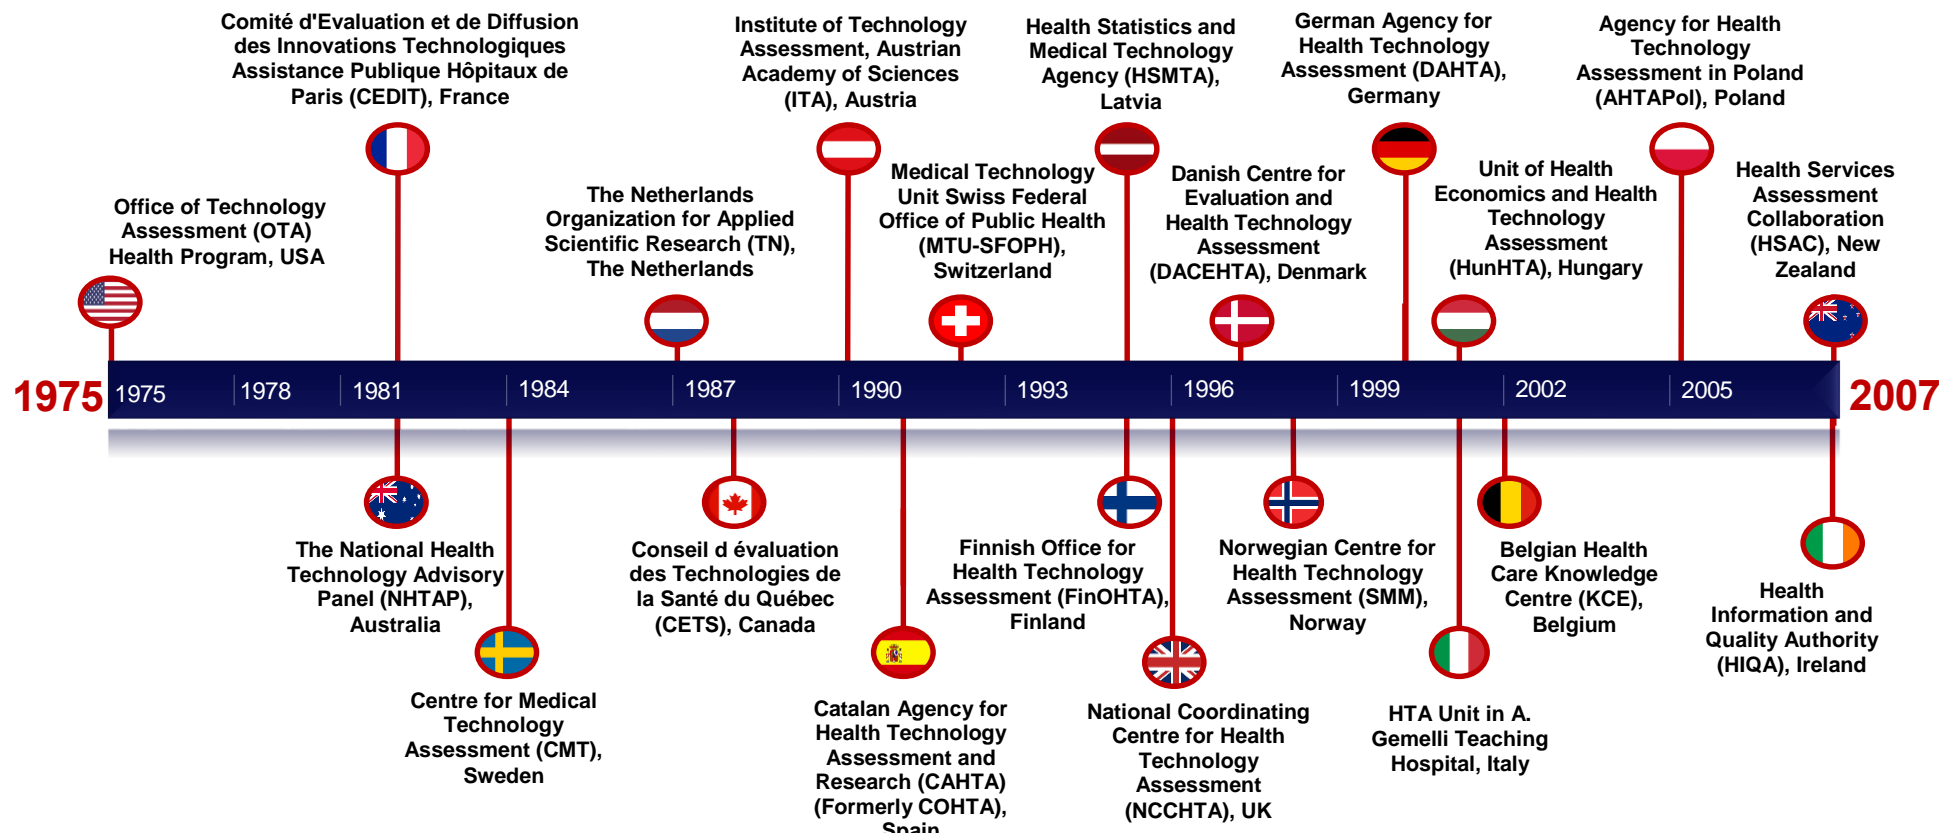 Comité d'Evaluation et de Diffusion
des Innovations Technologiques
Assistance Publique Hôpitaux de
Paris (CEDIT), France
Institute of Technology
Assessment, Austrian
Academy of Sciences
(ITA), Austria
Health Statistics and
Medical Technology
Agency (HSMTA),
Latvia
German Agency for
Health Technology
Assessment (DAHTA),
Germany
Agency for Health
Technology
Assessment in Poland
(AHTAPol), Poland
Office of Technology
Assessment (OTA)
Health Program, USA
The Netherlands
Organization for Applied
Scientific Research (TN),
The Netherlands
Medical Technology
Unit Swiss Federal
Office of Public Health
(MTU-SFOPH),
Switzerland
Danish Centre for
Evaluation and
Health Technology
Assessment
(DACEHTA), Denmark
Unit of Health
Economics and Health
Technology
Assessment
(HunHTA), Hungary
Health Services
Assessment
Collaboration
(HSAC), New
Zealand
1975
1975
1978
1981
1984
1987
1990
1993
1996
1999
2002
2005
2007
The National Health
Technology Advisory
Panel (NHTAP),
Australia
Centre for Medical
Technology
Assessment (CMT),
Sweden
Conseil d évaluation
des Technologies de
la Santé du Québec
(CETS), Canada
Catalan Agency for
Health Technology
Assessment and
Research (CAHTA)
(Formerly COHTA),
Spain
Finnish Office for
Health Technology
Assessment (FinOHTA),
Finland
National Coordinating
Centre for Health
Technology
Assessment
(NCCHTA), UK
Norwegian Centre for
Health Technology
Assessment (SMM),
Norway
HTA Unit in A.
Gemelli Teaching
Hospital, Italy
Belgian Health
Care Knowledge
Centre (KCE),
Belgium
Health
Information and
Quality Authority
(HIQA), Ireland